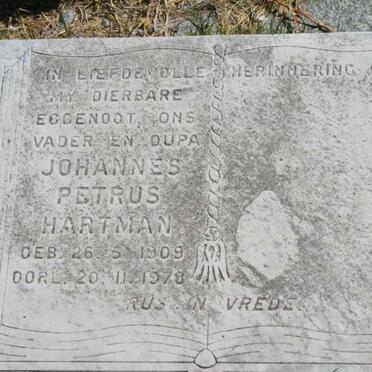 IN LIEFDEVOLLE HERINNERING
MY DIERBARE
EGGENOOT, ONS
VADER EN OUPA
JOHANNES
PETRUS
HARTMAN
GEB. 26.5.1909
OORL. 20.11.1978
RUS IN VREDE.